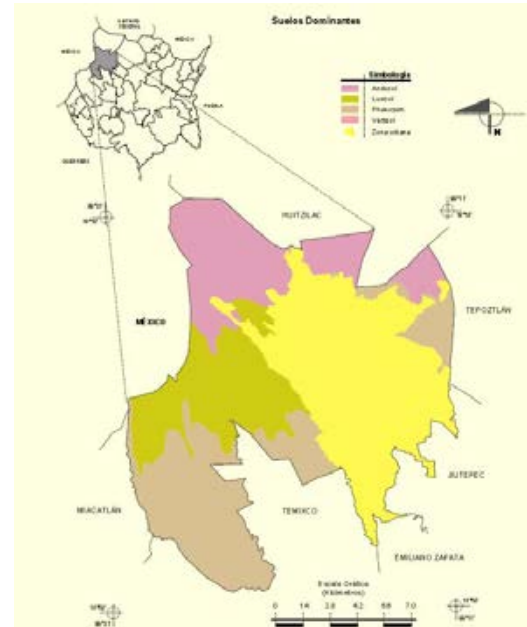 Suelos Dominantes
MÉXICO
MÉXICO
PUEBLA
GUERRERO
Simbología
Andosol
Luvisol
Phaeozem
Vertisol
Zona urbana
N
HUITZILAC
TEPOZTLÁN
MÉXICO
JIUTEPEC
MIACATLÁN
TEMIXCO
EMILIANO ZAPATA
Escala Gráfica
(Kilómetros)
0 1.4 2.8 4.2 5.6 7.0